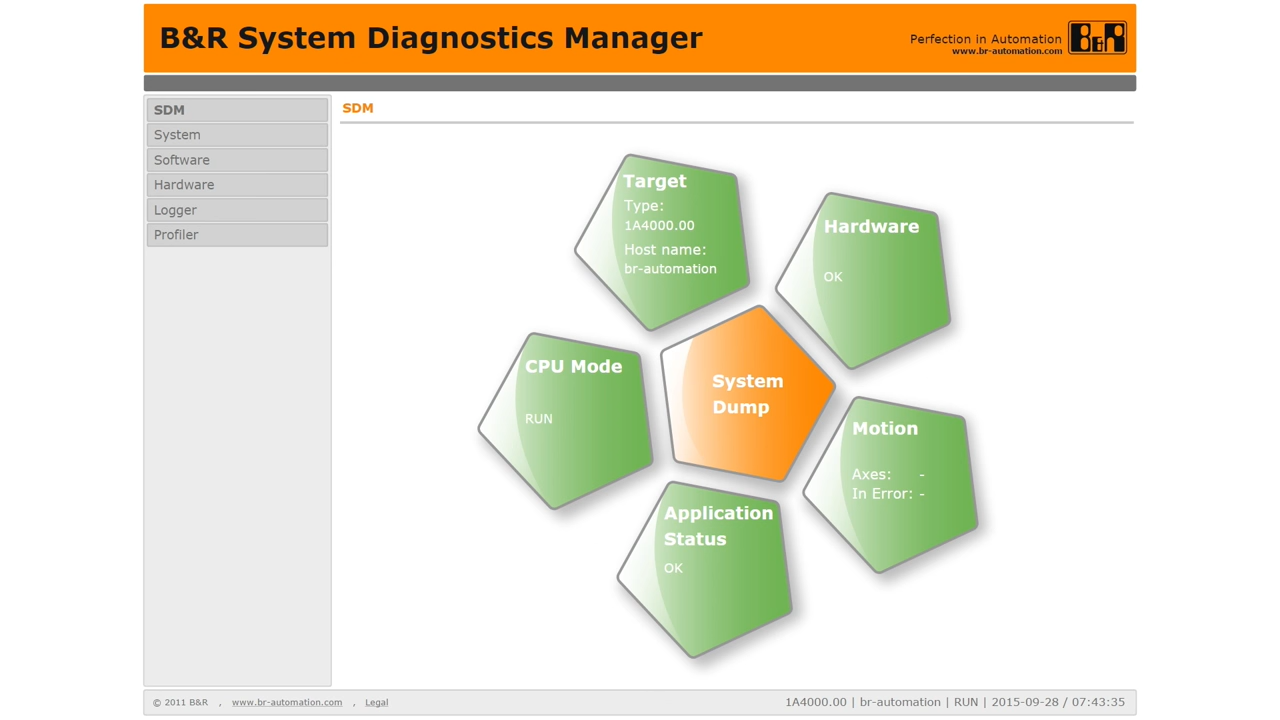 B&R System Diagnostics Manager
Perfection in Automation
www.br-automation.com
B&R
SDM
System
Software
Hardware
Logger
Profiler
SDM
Target
Type:
1A4000.00
Host name:
br-automation
Hardware
OK
CPU Mode
RUN
System
Dump
Motion
Axes: -
In Error: -
Application
Status
OK
© 2011 B&R , www.br-automation.com , Legal
1A4000.00 | br-automation | RUN | 2015-09-28 / 07:43:35